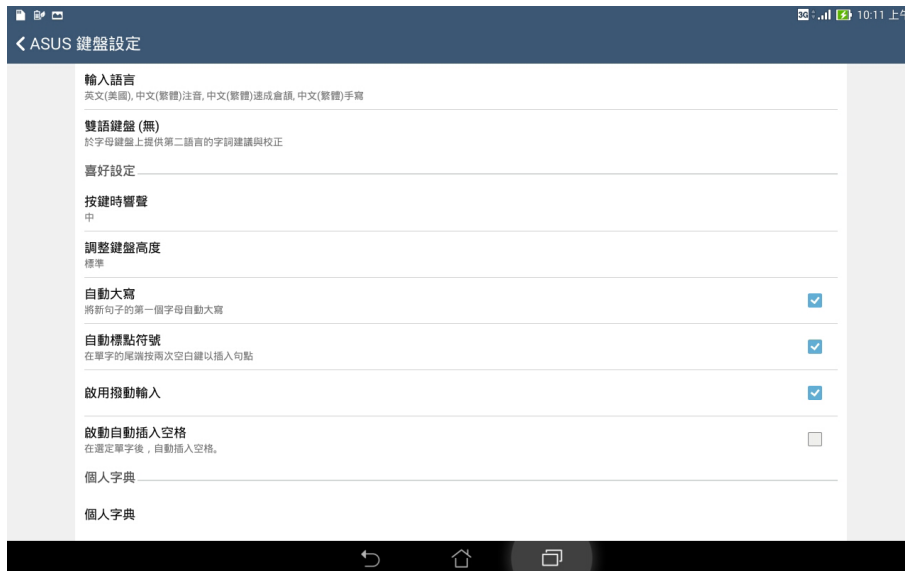 3G 10:11 上午
ASUS 鍵盤設定
輸入語言
英文(美國), 中文(繁體)注音, 中文(繁體)速成倉頡, 中文(繁體)手寫
雙語鍵盤 (無)
於字母鍵盤上提供第二語言的字詞建議與校正
喜好設定
按鍵時響聲
中
調整鍵盤高度
標準
自動大寫
將新句子的第一個字母自動大寫
自動標點符號
在單字的尾端按兩次空白鍵以插入句點
啟用撥動輸入
啟動自動插入空格
在選定單字後，自動插入空格。
個人字典
個人字典